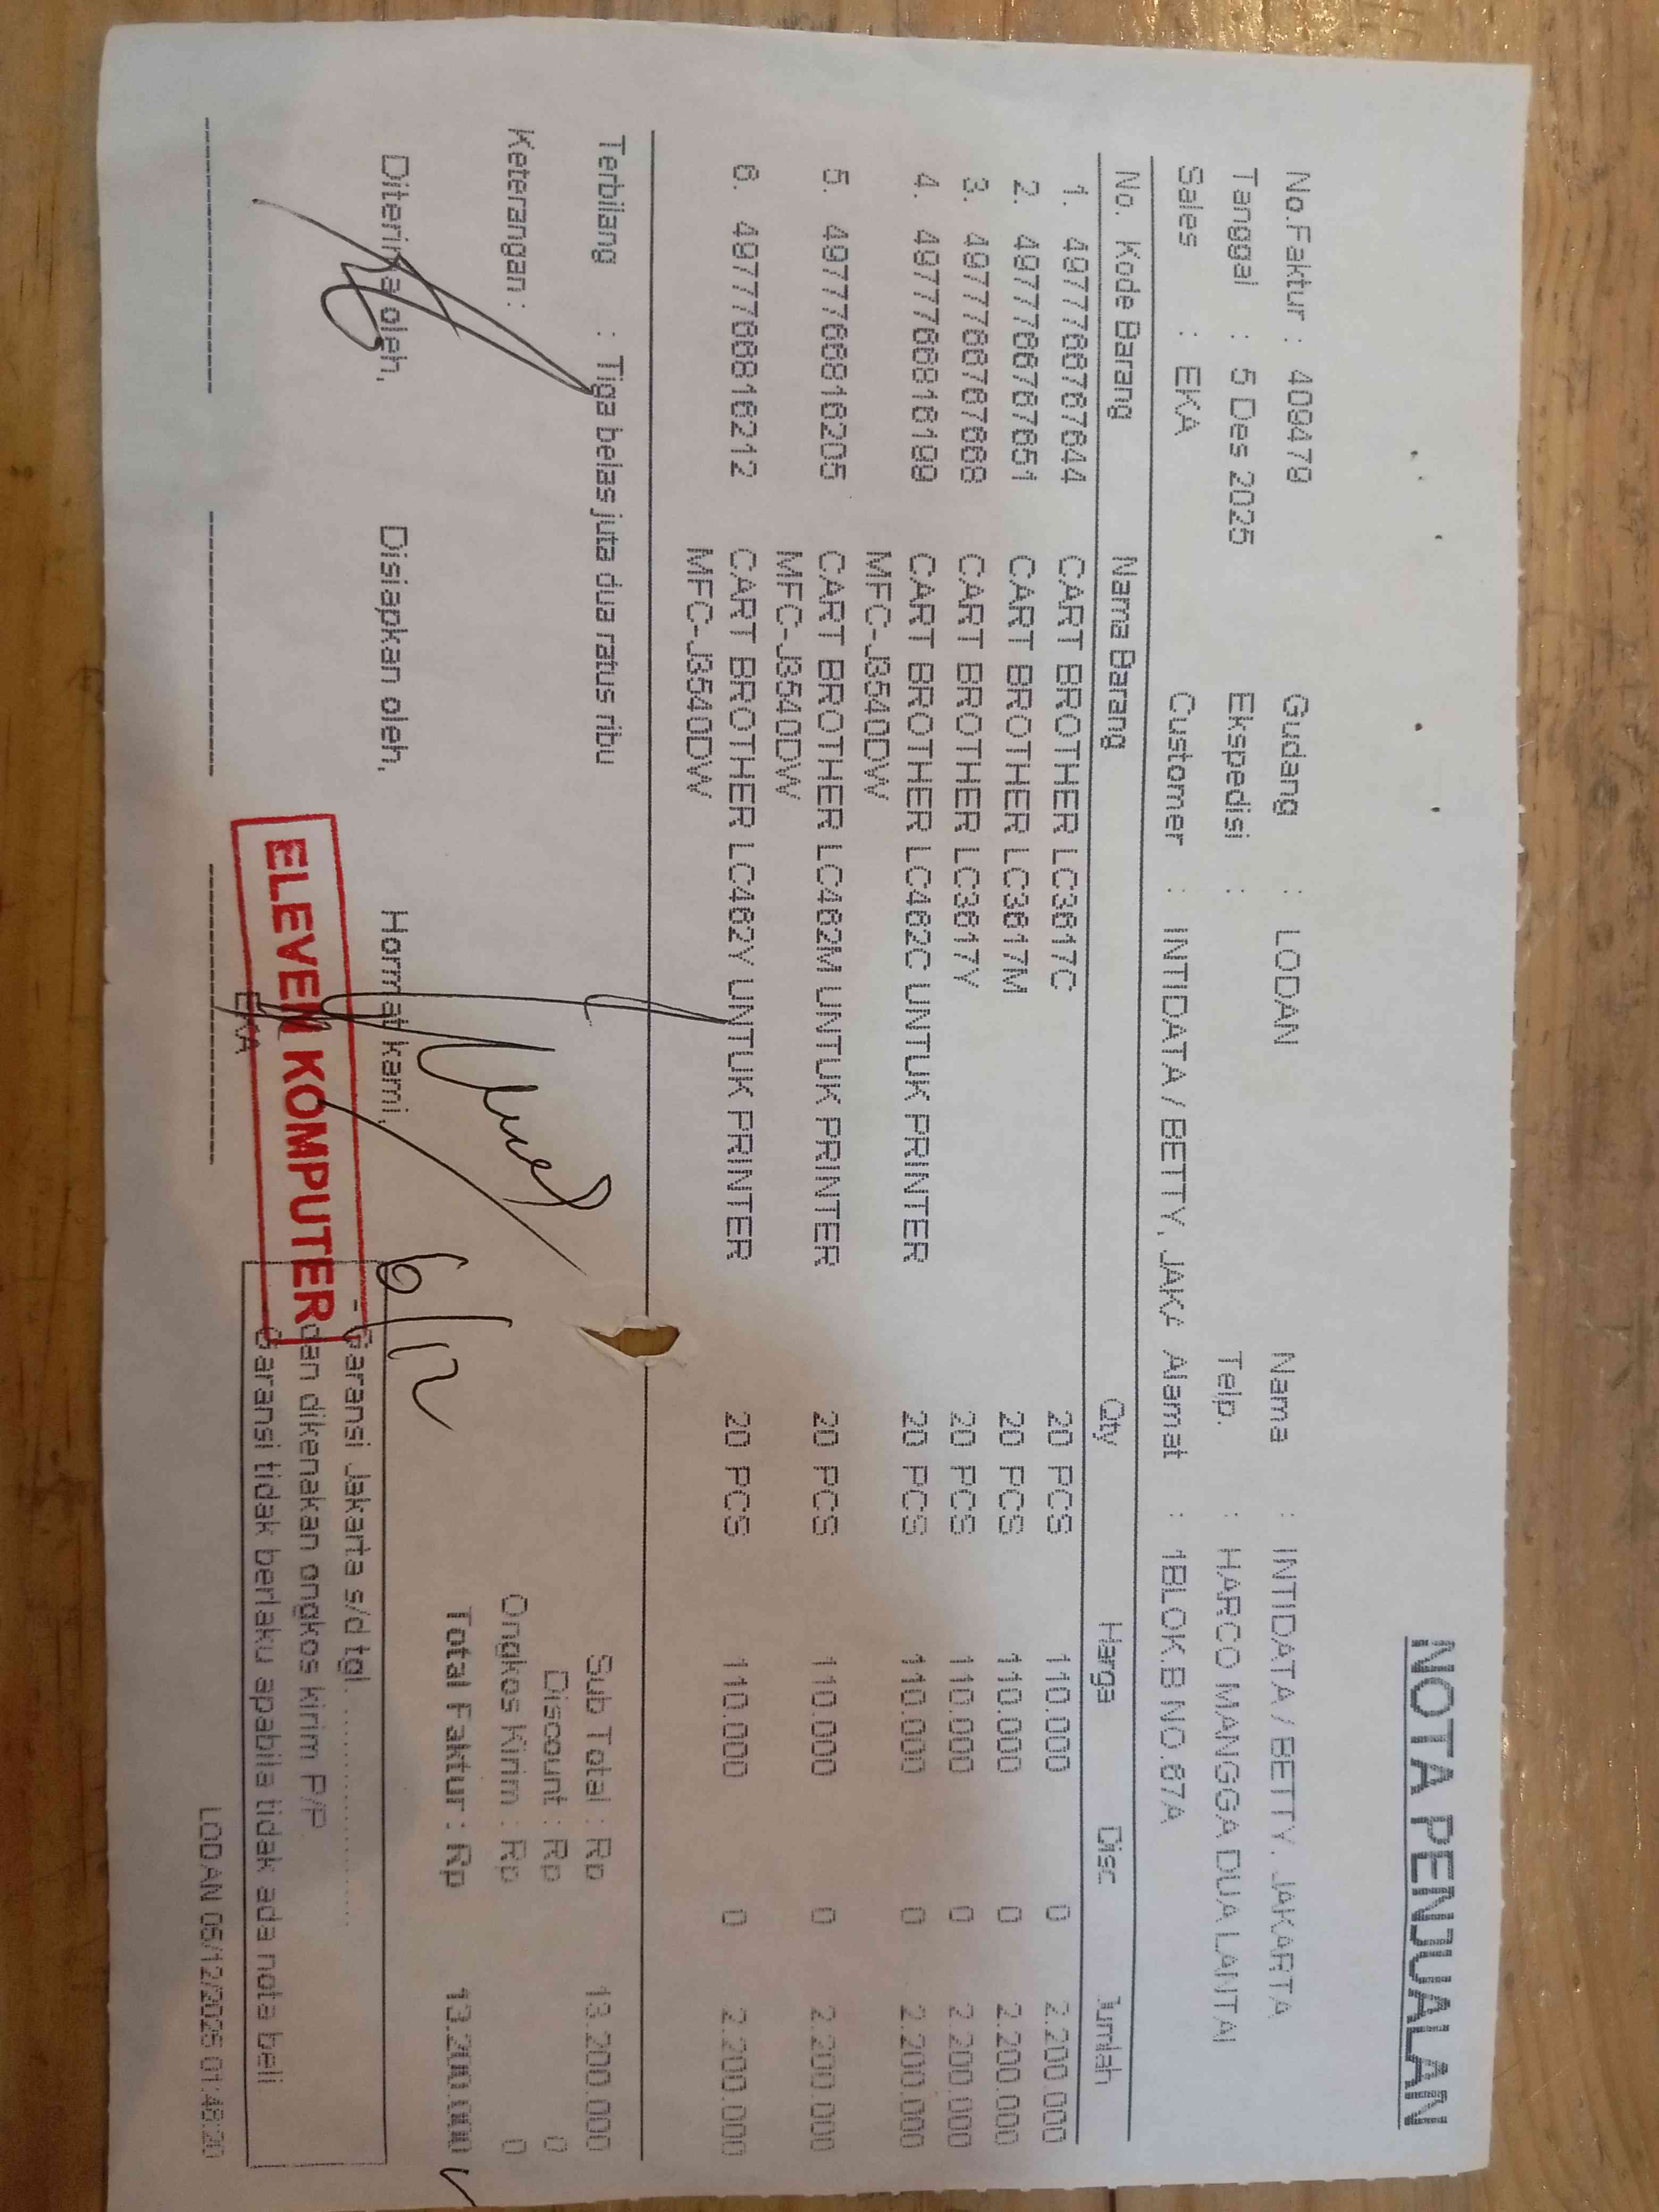 NOTA PENJUALAN
No.Faktur : 409479 Gudang : LODAN Nama : INTIDATA / BETTY, JAKARTA
Tanggal : 5 Des 2025 Ekspedisi : Telp. : HARCO MANGGA DUA LANTAI
Sales : EKA Customer : INTIDATA / BETTY, JAKA Alamat : 1BLOK.B NO.67A
No. Kode Barang Nama Barang Qty Harga Disc Jumlah
1. 4977766767644 CART BROTHER LC3617C 20 PCS 110.000 0 2.200.000
2. 4977766767651 CART BROTHER LC3617M 20 PCS 110.000 0 2.200.000
3. 4977766767668 CART BROTHER LC3617Y 20 PCS 110.000 0 2.200.000
4. 4977766816199 CART BROTHER LC462C UNTUK PRINTER 20 PCS 110.000 0 2.200.000
MFC-J3540DW
5. 4977766816205 CART BROTHER LC462M UNTUK PRINTER 20 PCS 110.000 0 2.200.000
MFC-J3540DW
6. 4977766816212 CART BROTHER LC462Y UNTUK PRINTER 20 PCS 110.000 0 2.200.000
MFC-J3540DW
Terbilang : Tiga belas juta dua ratus ribu Sub Total : Rp 13.200.000
Discount : Rp 0
Keterangan : Ongkos Kirim : Rp 0
Total Faktur : Rp 13.200.000
6/12
Diterima oleh, Disiapkan oleh, Hormat kami,
- Garansi Jakarta s/d tgl...................
dan dikenakan ongkos kirim P/P
Garansi tidak berlaku apabila tidak ada nota beli
ELEVEN KOMPUTER
EKA
LODAN 05/12/2025 01:48:20